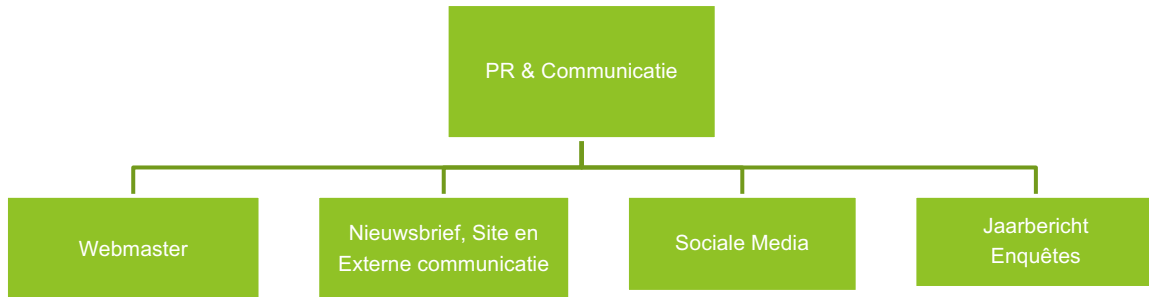 PR & Communicatie
Webmaster
Nieuwsbrief, Site en
Externe communicatie
Sociale Media
Jaarbericht
Enquêtes